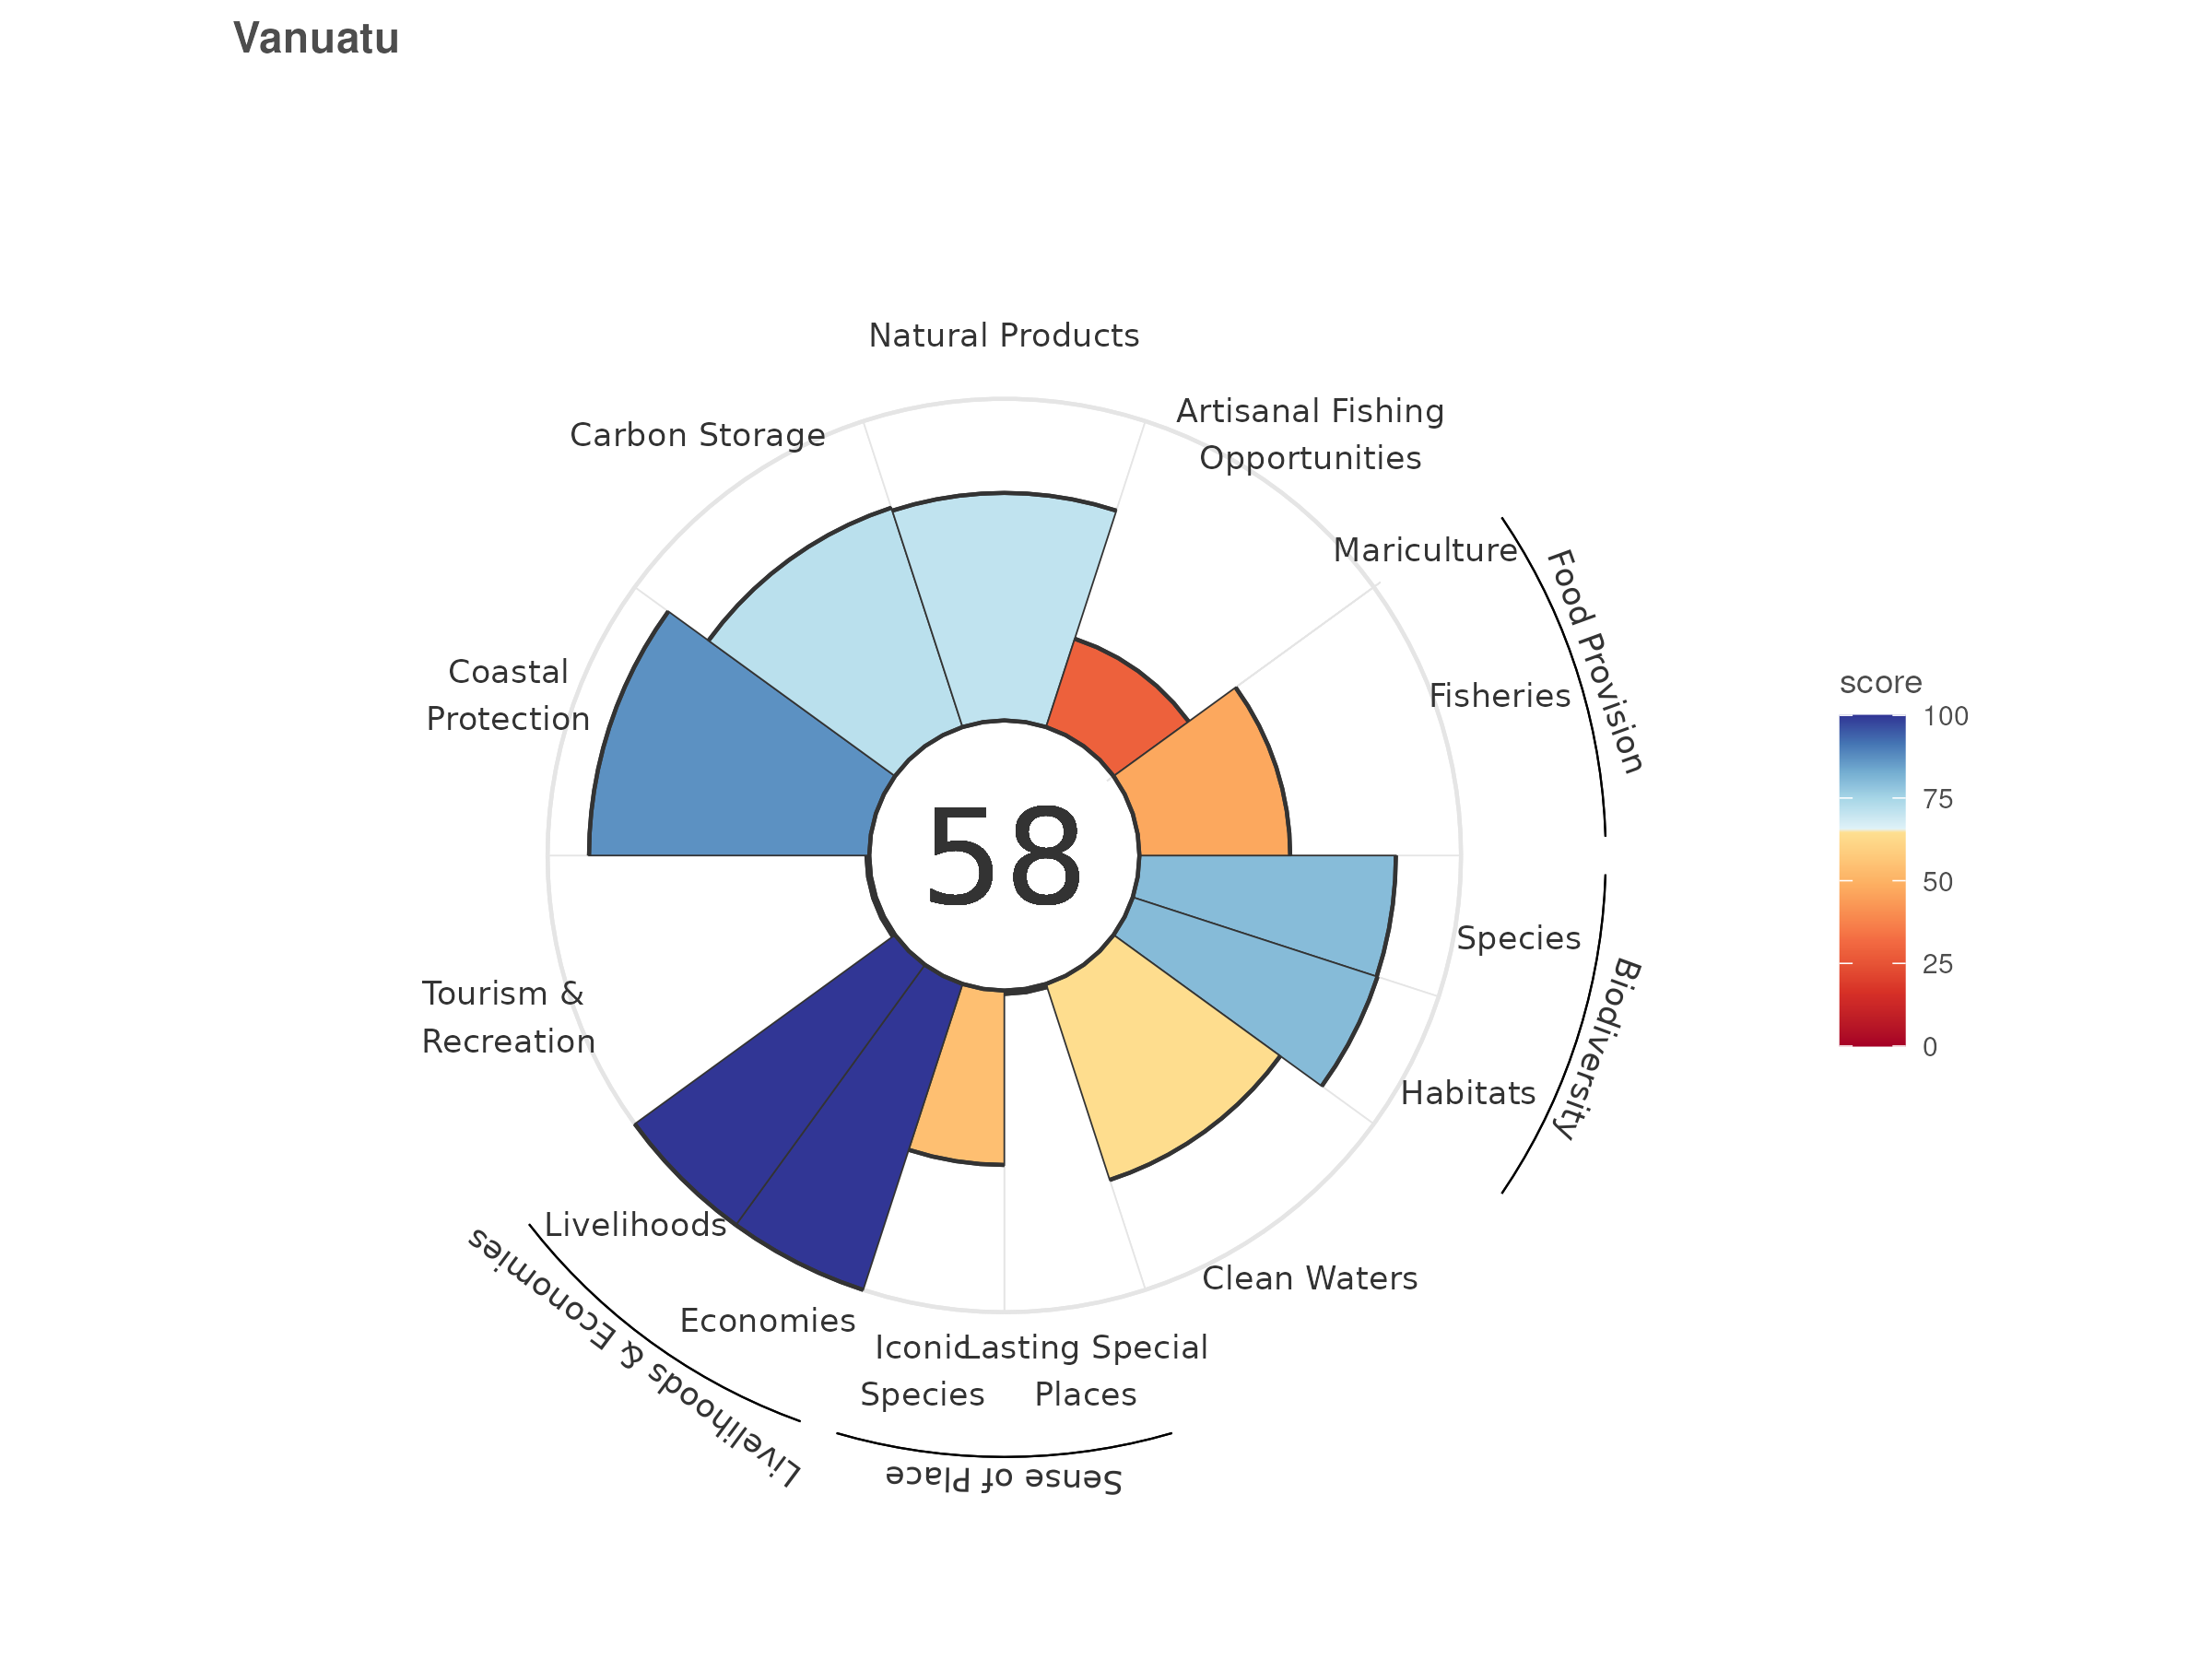 Vanuatu
Natural Products
Artisanal Fishing
Opportunities
Carbon Storage
Mariculture
Food Provision
Coastal
Protection
Fisheries
score
100
75
50
25
0
58
Species
Biodiversity
Tourism &
Recreation
Habitats
Livelihoods
Livelihoods & Economies
Clean Waters
Economies
Iconic
Species
Lasting Special
Places
Sense of Place